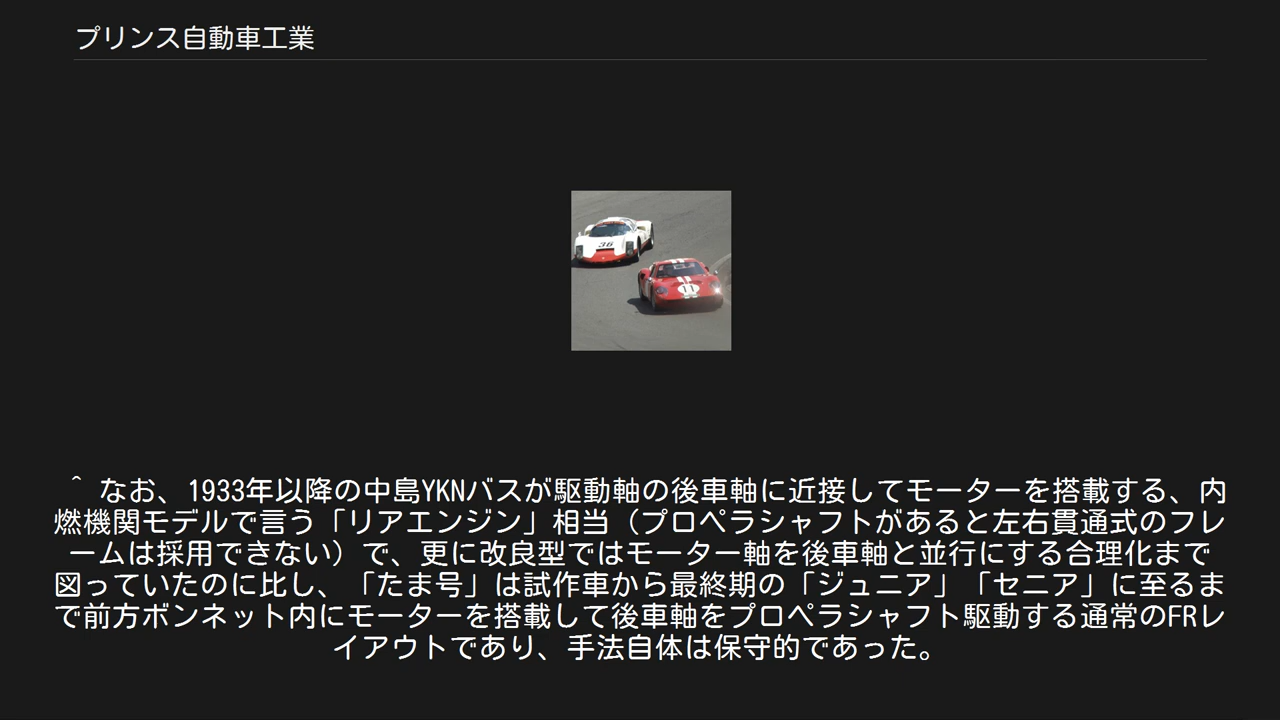 プリンス自動車工業
36
11
^ なお、1933年以降の中島YKNバスが駆動軸の後車軸に近接してモーターを搭載する、内
燃機関モデルで言う「リアエンジン」相当（プロペラシャフトがあると左右貫通式のフレ
ームは採用できない）で、更に改良型ではモーター軸を後車軸と並行にする合理化まで
図っていたのに比し、「たま号」は試作車から最終期の「ジュニア」「セニア」に至るま
で前方ボンネット内にモーターを搭載して後車軸をプロペラシャフト駆動する通常のFRレ
イアウトであり、手法自体は保守的であった。